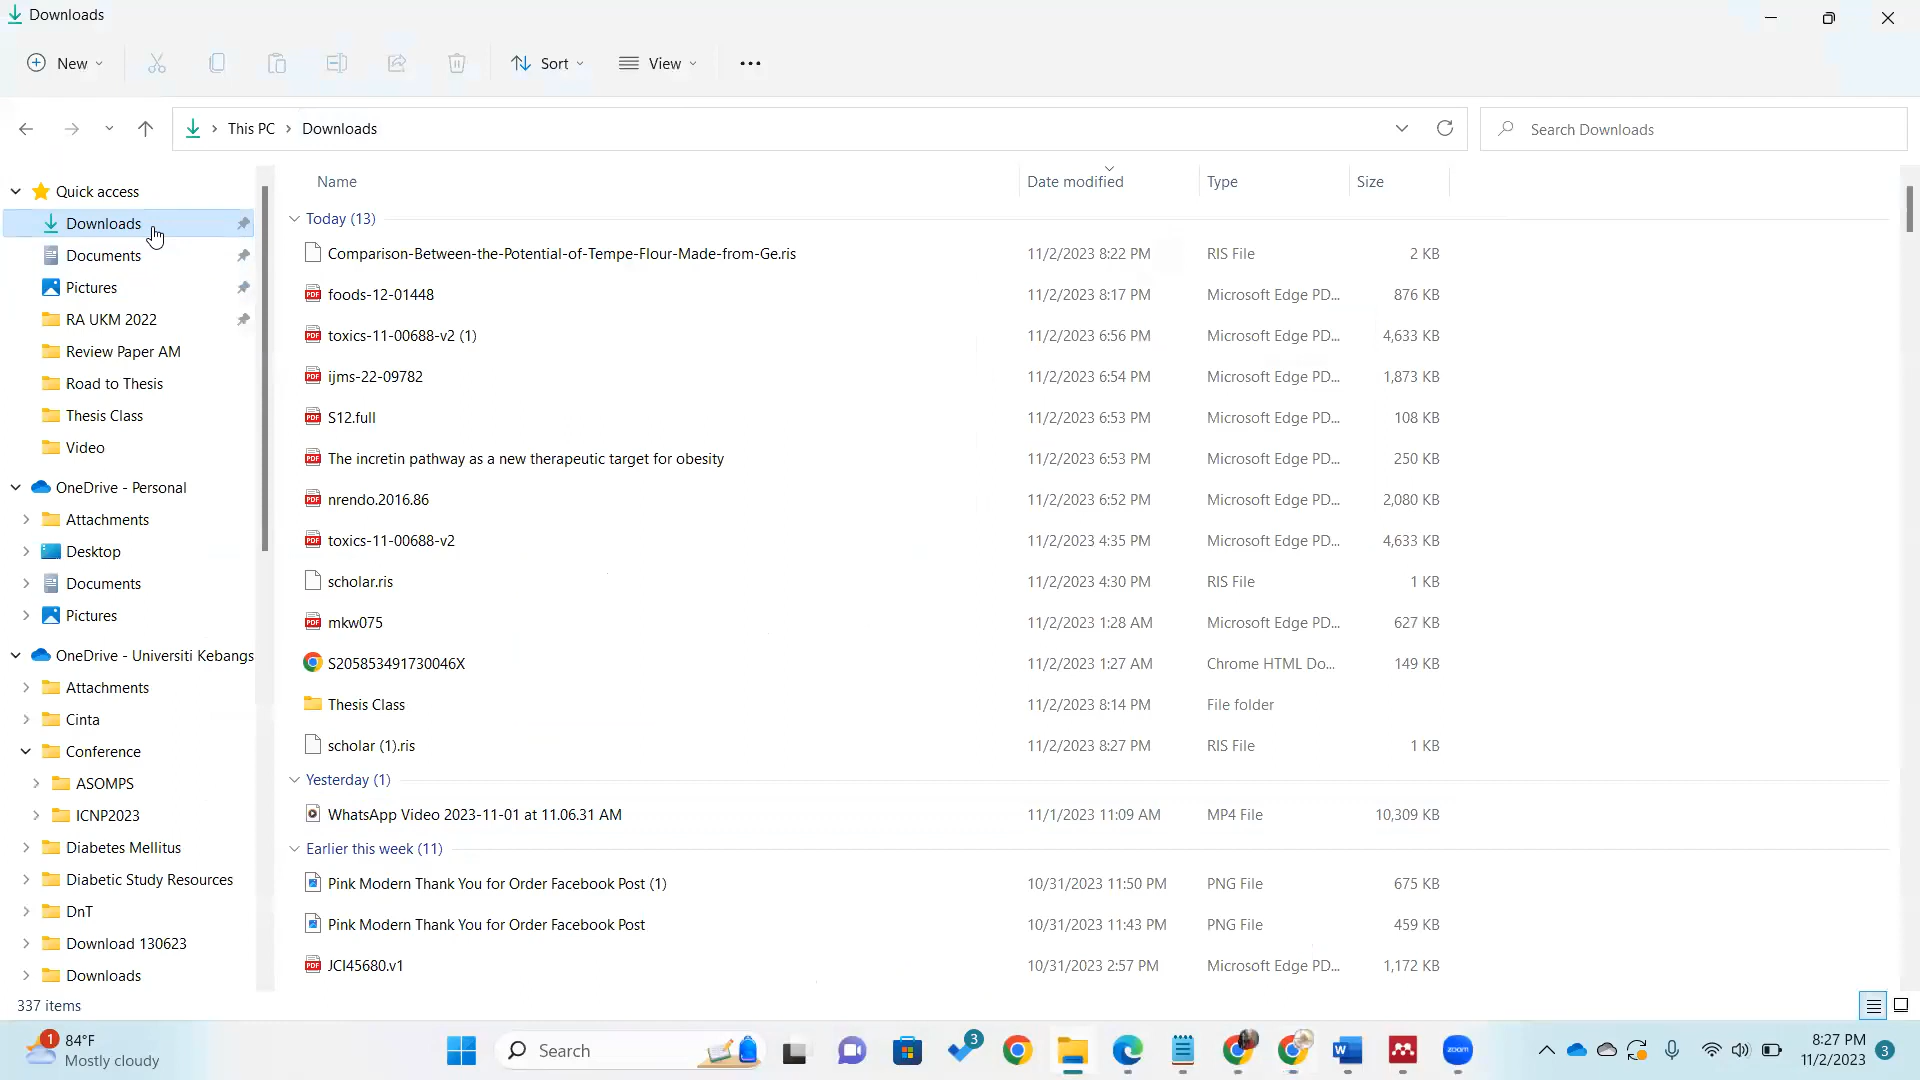 Downloads
New
Sort
View
This PC
Downloads
Search Downloads
Quick access
Downloads
Documents
Pictures
RA UKM 2022
Review Paper AM
Road to Thesis
Thesis Class
Video
OneDrive - Personal
Attachments
Desktop
Documents
Pictures
OneDrive - Universiti Kebangs
Attachments
Cinta
Conference
ASOMPS
ICNP2023
Diabetes Mellitus
Diabetic Study Resources
DnT
Download 130623
Downloads
Name Date modified Type Size
Today (13)
Comparison-Between-the-Potential-of-Tempe-Flour-Made-from-Ge.ris 11/2/2023 8:22 PM RIS File 2 KB
foods-12-01448 11/2/2023 8:17 PM Microsoft Edge PD... 876 KB
toxics-11-00688-v2 (1) 11/2/2023 6:56 PM Microsoft Edge PD... 4,633 KB
ijms-22-09782 11/2/2023 6:54 PM Microsoft Edge PD... 1,873 KB
S12.full 11/2/2023 6:53 PM Microsoft Edge PD... 108 KB
The incretin pathway as a new therapeutic target for obesity 11/2/2023 6:53 PM Microsoft Edge PD... 250 KB
nrendo.2016.86 11/2/2023 6:52 PM Microsoft Edge PD... 2,080 KB
toxics-11-00688-v2 11/2/2023 4:35 PM Microsoft Edge PD... 4,633 KB
scholar.ris 11/2/2023 4:30 PM RIS File 1 KB
mkw075 11/2/2023 1:28 AM Microsoft Edge PD... 627 KB
S205853491730046X 11/2/2023 1:27 AM Chrome HTML Do... 149 KB
Thesis Class 11/2/2023 8:14 PM File folder
scholar (1).ris 11/2/2023 8:27 PM RIS File 1 KB
Yesterday (1)
WhatsApp Video 2023-11-01 at 11.06.31 AM 11/1/2023 11:09 AM MP4 File 10,309 KB
Earlier this week (11)
Pink Modern Thank You for Order Facebook Post (1) 10/31/2023 11:50 PM PNG File 675 KB
Pink Modern Thank You for Order Facebook Post 10/31/2023 11:43 PM PNG File 459 KB
JCI45680.v1 10/31/2023 2:57 PM Microsoft Edge PD... 1,172 KB
337 items
1
84°F
Mostly cloudy
Search
3
zoom
8:27 PM
11/2/2023
3